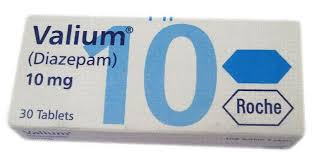 Valium®
(Diazepam)
10 mg
10
30 Tablets
Roche